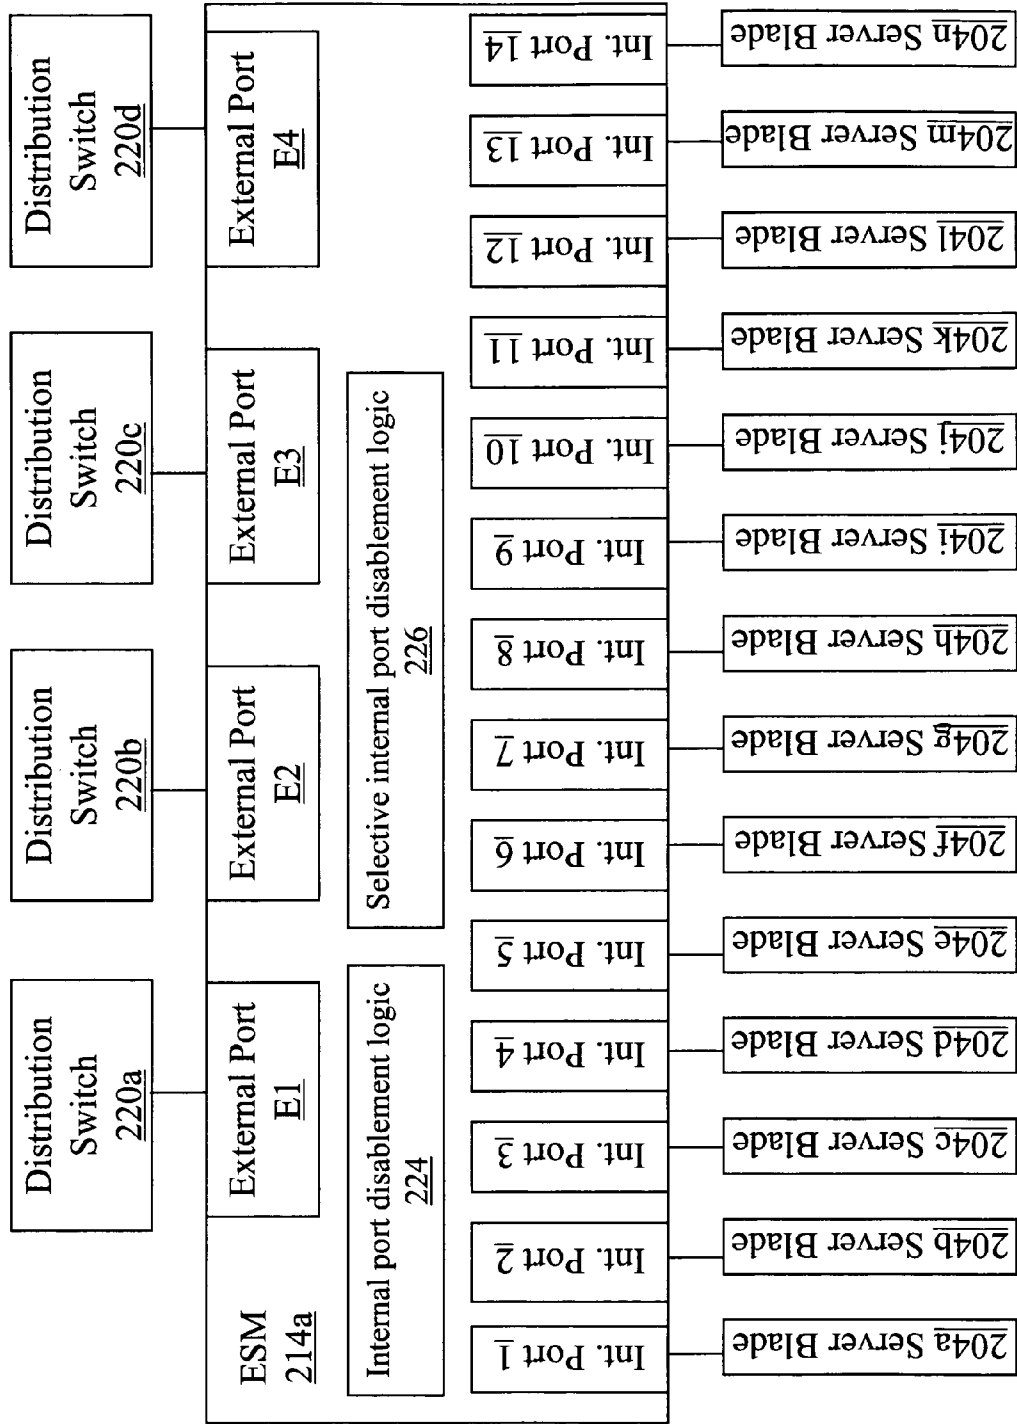 Distribution
Switch
220a
Distribution
Switch
220b
Distribution
Switch
220c
Distribution
Switch
220d
ESM
214a
External Port
E1
External Port
E2
External Port
E3
External Port
E4
Internal port disablement logic
224
Selective internal port disablement logic
226
Int. Port 1
Int. Port 2
Int. Port 3
Int. Port 4
Int. Port 5
Int. Port 6
Int. Port 7
Int. Port 8
Int. Port 9
Int. Port 10
Int. Port 11
Int. Port 12
Int. Port 13
Int. Port 14
204a Server Blade
204b Server Blade
204c Server Blade
204d Server Blade
204e Server Blade
204f Server Blade
204g Server Blade
204h Server Blade
204i Server Blade
204j Server Blade
204k Server Blade
204l Server Blade
204m Server Blade
204n Server Blade